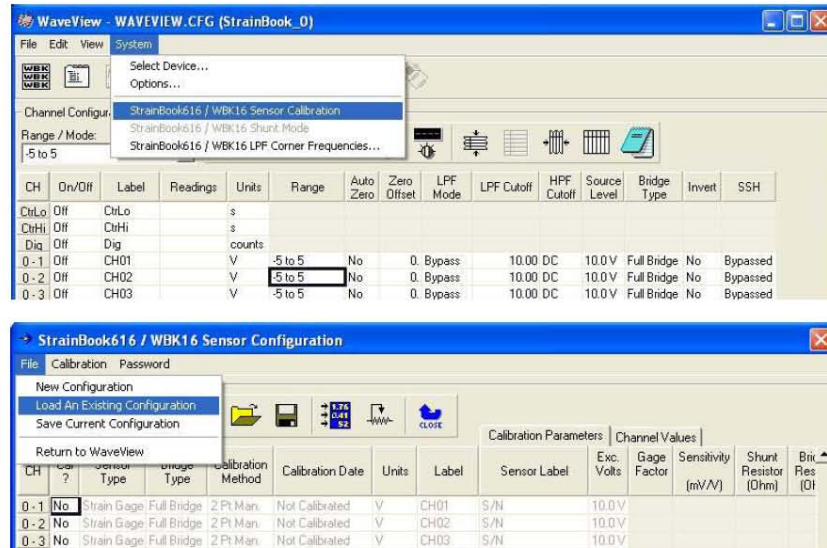 WaveView - WAVEVIEW.CFG (StrainBook_0)
File Edit View System
Select Device...
Options...
WBK
WBK
WBK
StrainBook616 / WBK16 Sensor Calibration
StrainBook616 / WBK16 Shunt Mode
StrainBook616 / WBK16 LPF Corner Frequencies...
Channel Configur
Range / Mode:
-5 to 5
CH On/Off Label Readings Units Range Auto Zero Zero Offset LPF Mode LPF Cutoff HPF Cutoff Source Level Bridge Type Invert SSH
CtrLo Off CtrLo s
CtrHi Off CtrHi s
Dig Off Dig counts
0 - 1 Off CH01 V -5 to 5 No 0. Bypass 10.00 DC 10.0 V Full Bridge No Bypassed
0 - 2 Off CH02 V -5 to 5 No 0. Bypass 10.00 DC 10.0 V Full Bridge No Bypassed
0 - 3 Off CH03 V -5 to 5 No 0. Bypass 10.00 DC 10.0 V Full Bridge No Bypassed
StrainBook616 / WBK16 Sensor Configuration
File Calibration Password
New Configuration
Load An Existing Configuration
Save Current Configuration
Return to WaveView
1.76
0.41
52
CLOSE
Calibration Parameters Channel Values
CH Cal ? Sensor Type Bridge Type Calibration Method Calibration Date Units Label Sensor Label Exc. Volts Gage Factor Sensitivity (mV/V) Shunt Resistor (Ohm)
0 - 1 No Strain Gage Full Bridge 2 Pt Man. Not Calibrated V CH01 S/N 10.0 V
0 - 2 No Strain Gage Full Bridge 2 Pt Man. Not Calibrated V CH02 S/N 10.0 V
0 - 3 No Strain Gage Full Bridge 2 Pt Man. Not Calibrated V CH03 S/N 10.0 V